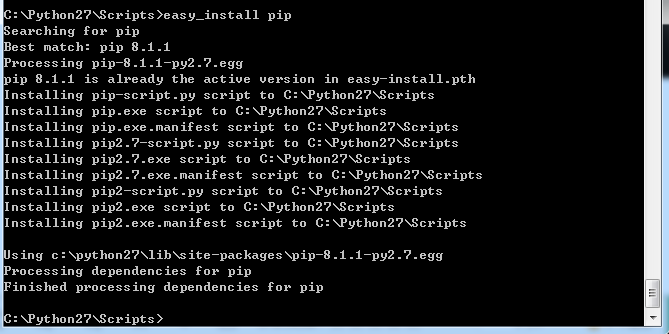 C:\Python27\Scripts>easy_install pip
Searching for pip
Best match: pip 8.1.1
Processing pip-8.1.1-py2.7.egg
pip 8.1.1 is already the active version in easy-install.pth
Installing pip-script.py script to C:\Python27\Scripts
Installing pip.exe script to C:\Python27\Scripts
Installing pip.exe.manifest script to C:\Python27\Scripts
Installing pip2.7-script.py script to C:\Python27\Scripts
Installing pip2.7.exe script to C:\Python27\Scripts
Installing pip2.7.exe.manifest script to C:\Python27\Scripts
Installing pip2-script.py script to C:\Python27\Scripts
Installing pip2.exe script to C:\Python27\Scripts
Installing pip2.exe.manifest script to C:\Python27\Scripts
Using c:\python27\lib\site-packages\pip-8.1.1-py2.7.egg
Processing dependencies for pip
Finished processing dependencies for pip
C:\Python27\Scripts>